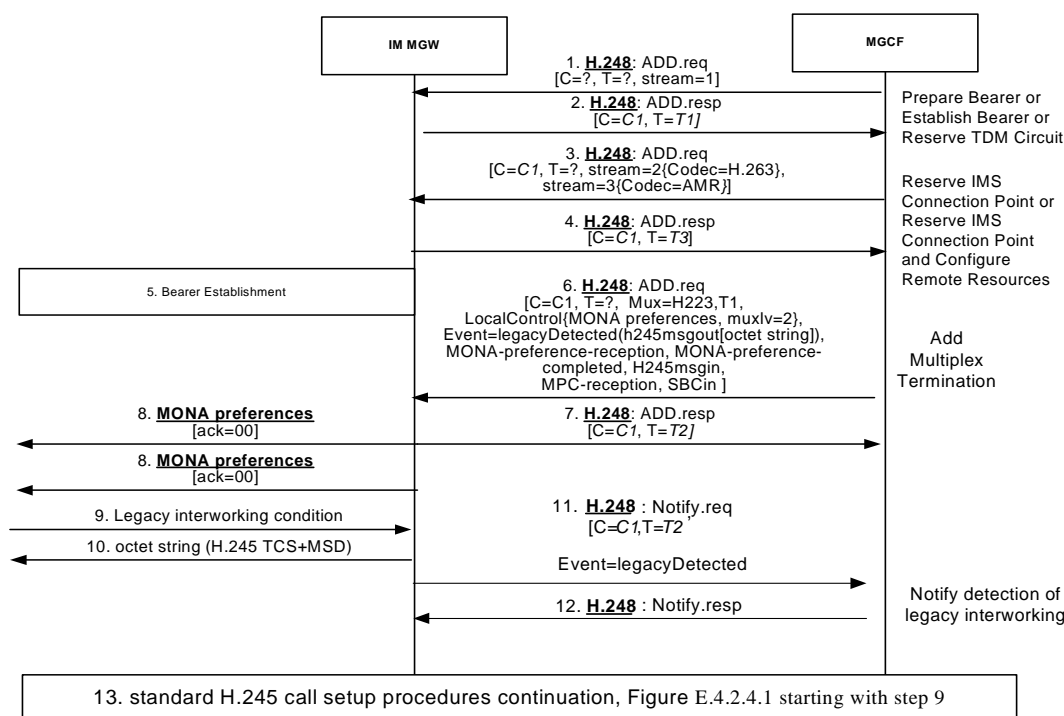 IM MGW
MGCF
1. H.248: ADD.req
[C=?, T=?, stream=1]
2. H.248: ADD.resp
[C=C1, T=T1]
Prepare Bearer or
Establish Bearer or
Reserve TDM Circuit
3. H.248: ADD.req
[C=C1, T=?, stream=2{Codec=H.263},
stream=3{Codec=AMR}]
4. H.248: ADD.resp
[C=C1, T=T3]
Reserve IMS
Connection Point or
Reserve IMS
Connection Point
and Configure
Remote Resources
5. Bearer Establishment
6. H.248: ADD.req
[C=C1, T=?, Mux=H223,T1,
LocalControl{MONA preferences, muxlv=2},
Event=legacyDetected(h245msgout[octet string]),
MONA-preference-reception, MONA-preference-
completed, H245msgin,
MPC-reception, SBCin ]
Add
Multiplex
Termination
8. MONA preferences
[ack=00]
7. H.248: ADD.resp
[C=C1, T=T2]
8. MONA preferences
[ack=00]
9. Legacy interworking condition
10. octet string (H.245 TCS+MSD)
11. H.248 : Notify.req
[C=C1,T=T2 ,
Event=legacyDetected
12. H.248 : Notify.resp
Notify detection of
legacy interworking
13. standard H.245 call setup procedures continuation, Figure E.4.2.4.1 starting with step 9